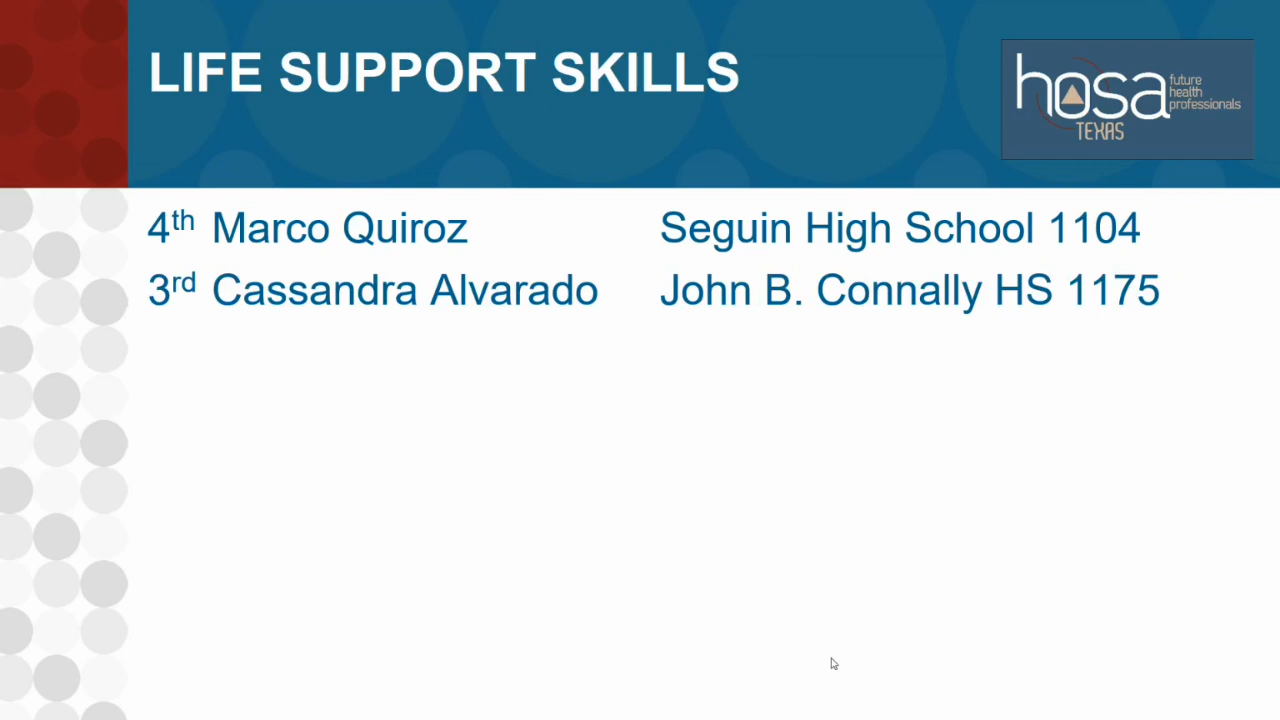 LIFE SUPPORT SKILLS
hosa future health professionals
TEXAS
4th Marco Quiroz Seguin High School 1104
3rd Cassandra Alvarado John B. Connally HS 1175